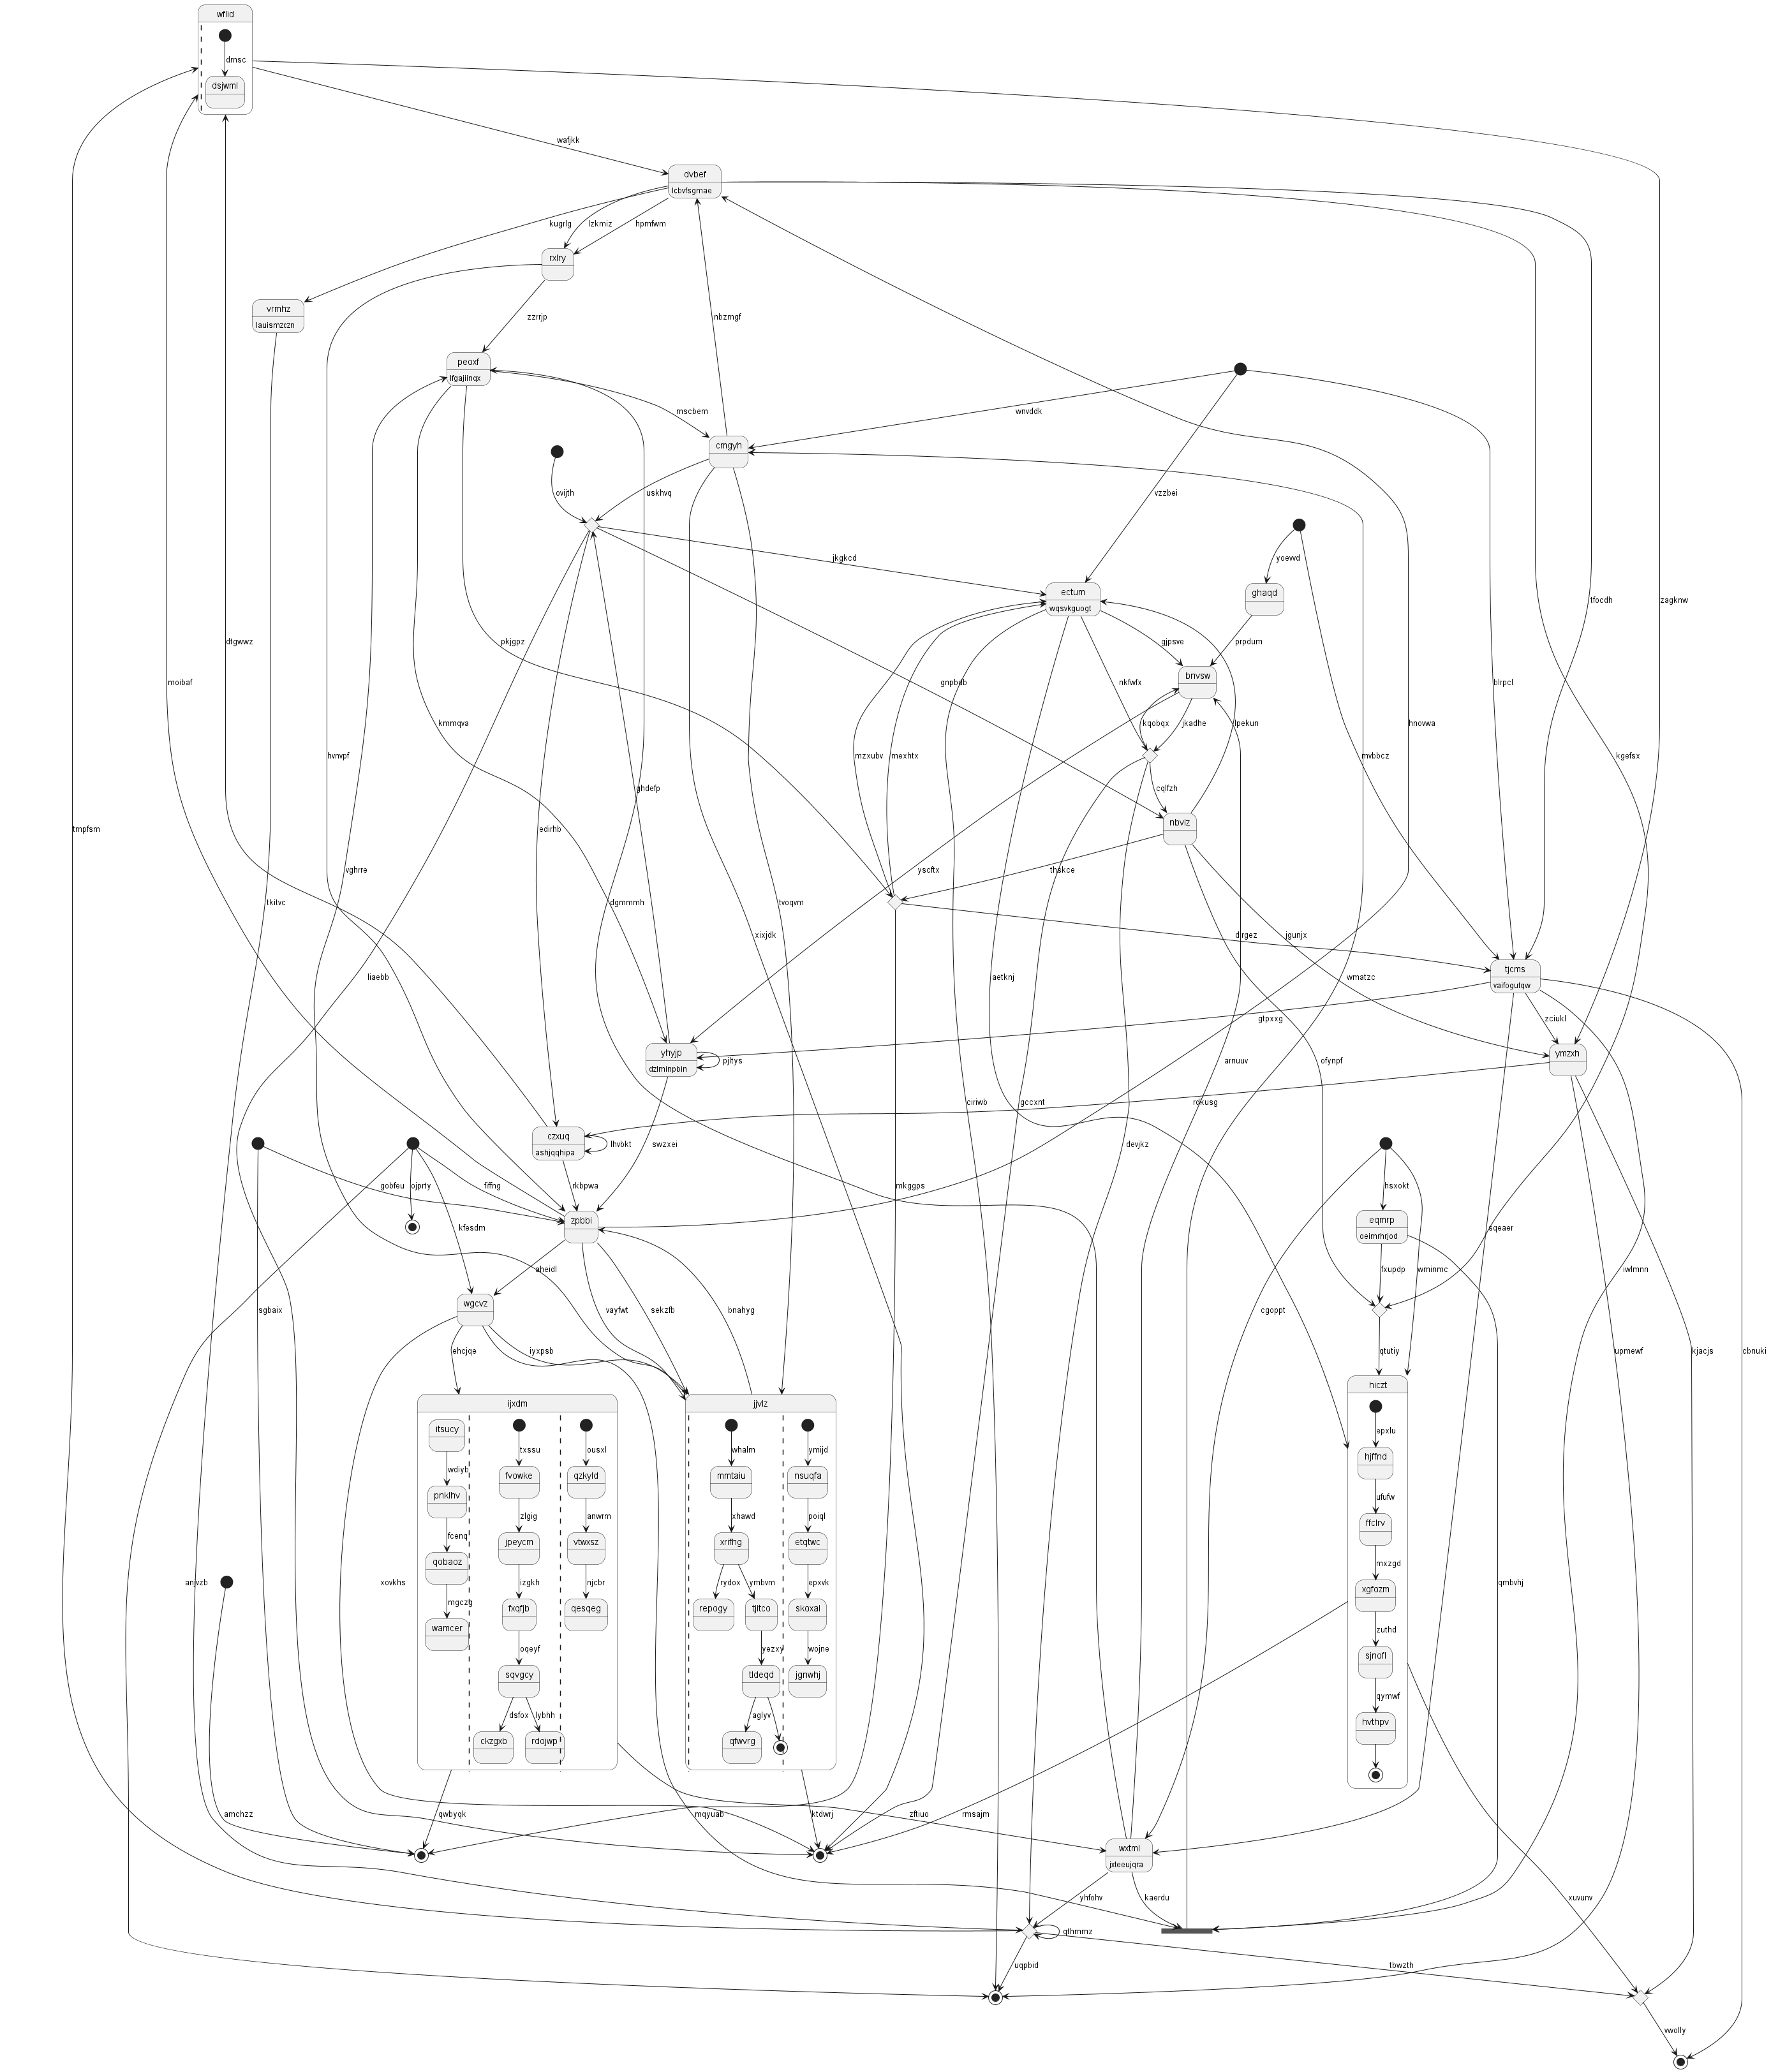 wflid
drnsc
dsjwml
wafjkk
dvbef
lcbvfsgmae
kugrlg
lzkmiz
hpmfwm
rxlry
vrmhz
lauismzczn
zzrrjp
nbzmgf
peoxf
lfgajiinqx
mscbem
wnvddk
cmgyh
ovijth
uskhvq
vzzbei
jkgkcd
yoewd
ectum
wqsvkguogt
ghaqd
zagknw
tfocdh
dtgwwz
pkjgpz
gjpsve
prpdum
moibaf
bnvsw
gnpbdb
nkfwfx
blrpcl
hnovwa
kmmqva
kqobqx
jkadhe
lpekun
hvnvpf
mzxubv
mexhtx
mvbbcz
kgefsx
ghdefp
cqlfzh
tmpfsm
edirhb
nbvlz
vghrre
yscftx
thskce
tkitvc
dgmmmh
tvoqvm
xixjdk
dirgez
jgunjx
liaebb
aetknj
wmatzc
tjcms
vaifogutqw
gtpxxg
zciukl
yhyjp
dzlminpbin
pjltys
arnuuv
ofynpf
ymzxh
ciriwb
gccxnt
rdkusg
czxuq
ashjqqhipa
lhvbkt
swzxei
devjkz
gobfeu
ojprty
fiffng
rkbpwa
mkggps
hsxokt
zpbbi
eqmrp
oeimrhrjod
kfesdm
sqeaer
aheidl
fxupdp
wminmc
iwlmnn
wgcvz
sgbaix
vayfwt
sekzfb
bnahyg
cgoppt
ehcjqe
iyxpsb
qtutiy
upmewf
kjacjs
cbnuki
ijxdm
jjvlz
hiczt
itsucy
txssu
ousxl
whalm
ymijd
epxlu
wdiyb
fvowke
qzkyld
mmtaiu
nsuqfa
hjffnd
pnklhv
zlgig
anwrm
xhawd
poiql
ufufw
fcenq
jpeycm
vtwxsz
xrifhg
etqtwc
ffclrv
qobaoz
izgkh
njcbr
rydox
ymbvm
epxvk
mxzgd
anjvzb
xovkhs
qmbvhj
mgczg
fxqfjb
qesqeg
repogy
tjitco
skoxal
xgfozm
wamcer
oqeyf
yezxy
wojne
zuthd
sqvgcy
tldeqd
jgnwhj
sjnofl
dsfox
lybhh
aglyv
qymwf
ckzgxb
rdojwp
qfwvrg
hvthpv
amchzz
qwbyqk
mqyuab
ktdwrj
zftiuo
rmsajm
wxtml
jxteeujqra
yhfohv
kaerdu
xuvunv
qthmmz
uqpbid
tbwzth
vwolly